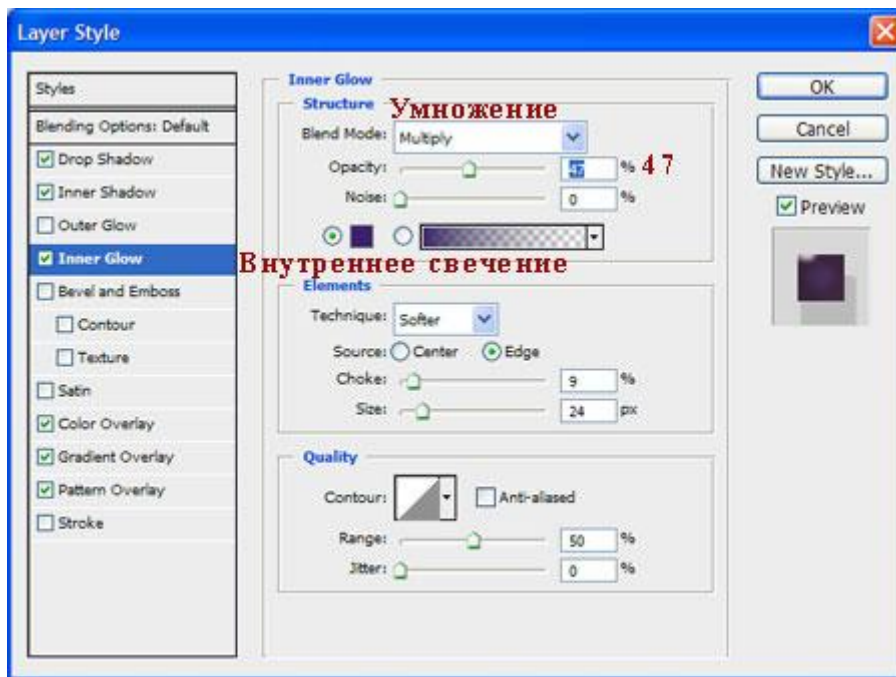 Layer Style
Styles
Blending Options: Default
Drop Shadow
Inner Shadow
Outer Glow
Inner Glow
Bevel and Emboss
Contour
Texture
Satin
Color Overlay
Gradient Overlay
Pattern Overlay
Stroke
Inner Glow
Structure
Умножение
Blend Mode: Multiply
Opacity: 47 % 47
Noise: 0 %
Внутреннее свечение
Elements
Technique: Softer
Source: Center Edge
Choke: 9 %
Size: 24 px
Quality
Contour: Anti-aliased
Range: 50 %
Jitter: 0 %
OK
Cancel
New Style...
Preview